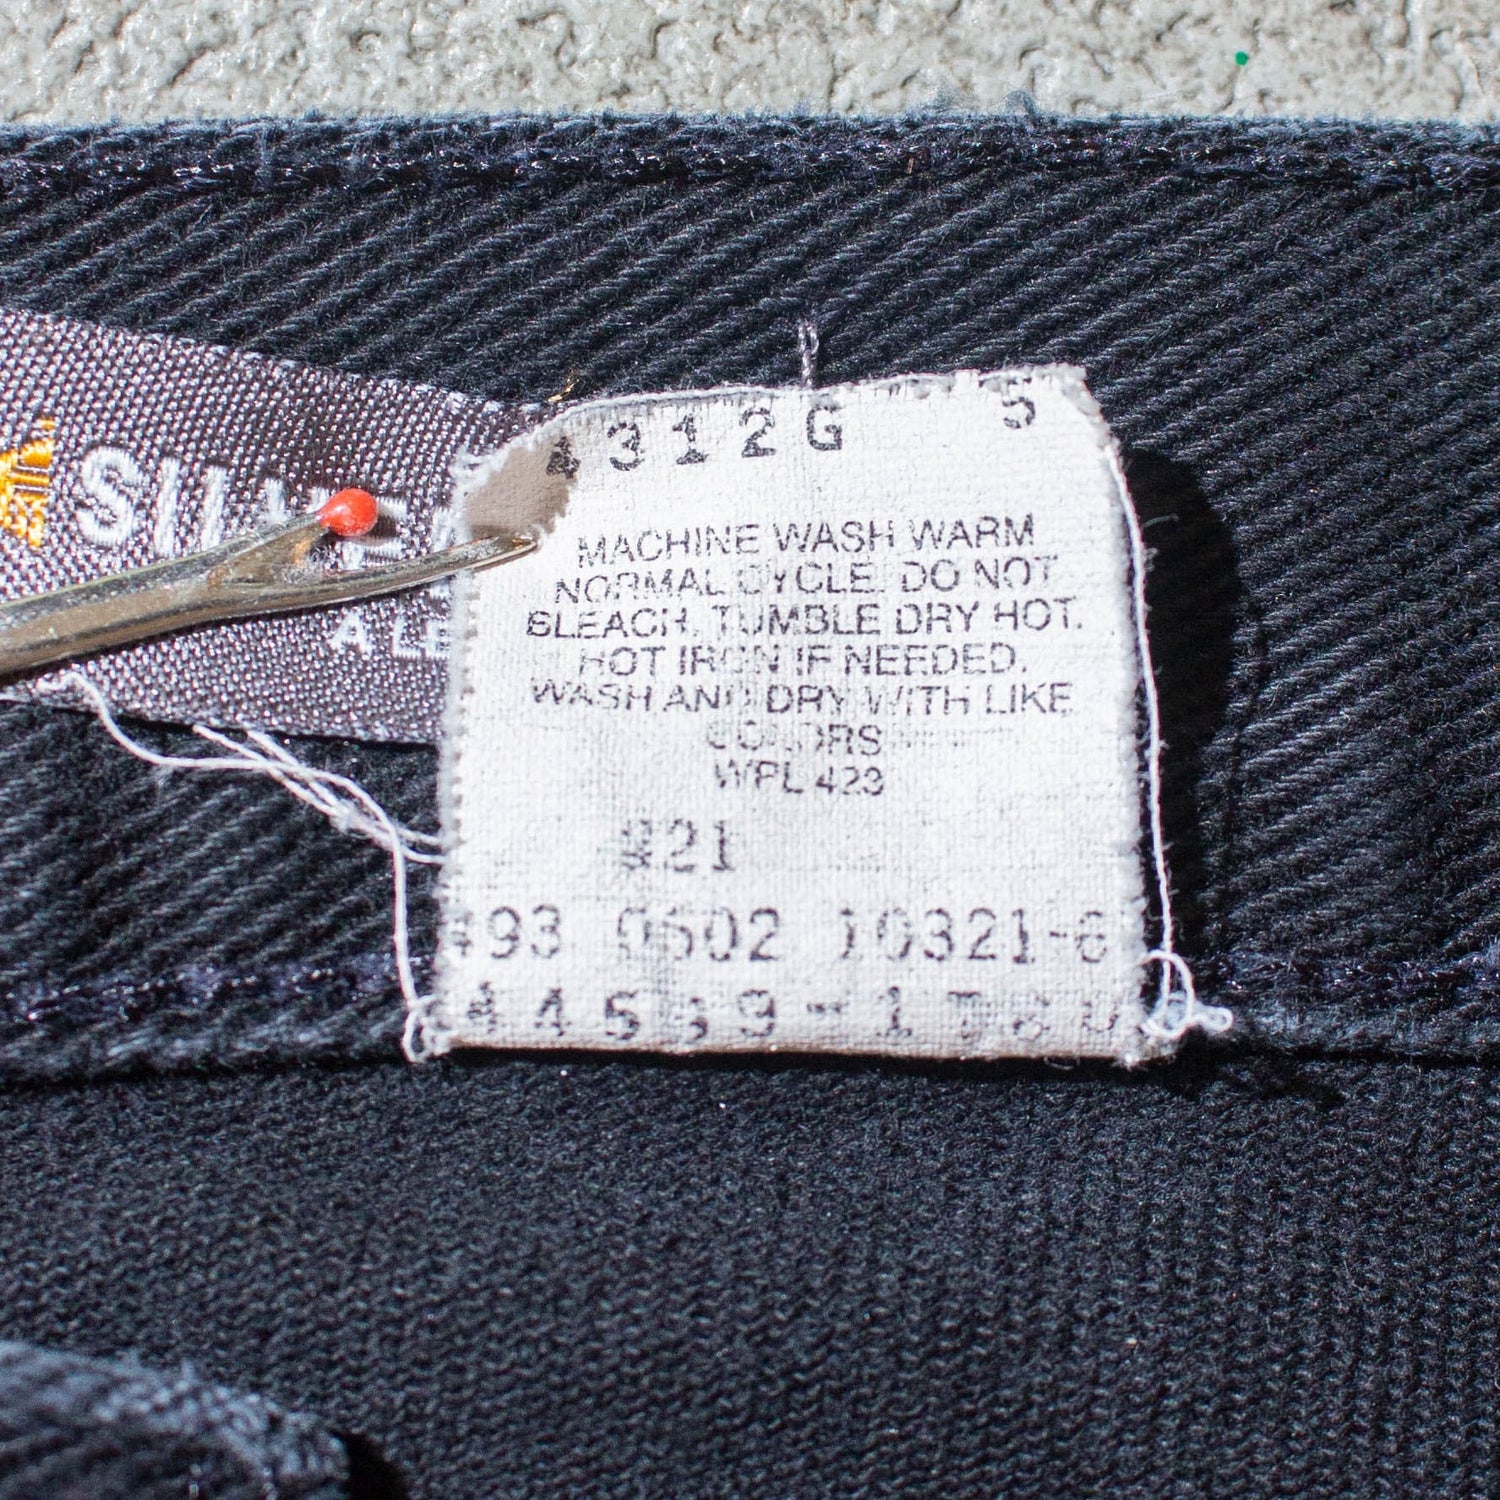 4312G 5
MACHINE WASH WARM
NORMAL CYCLE. DO NOT
BLEACH. TUMBLE DRY HOT.
HOT IRON IF NEEDED.
WASH AND DRY WITH LIKE
COLORS
WPL 423
#21
493 0602 10321-6